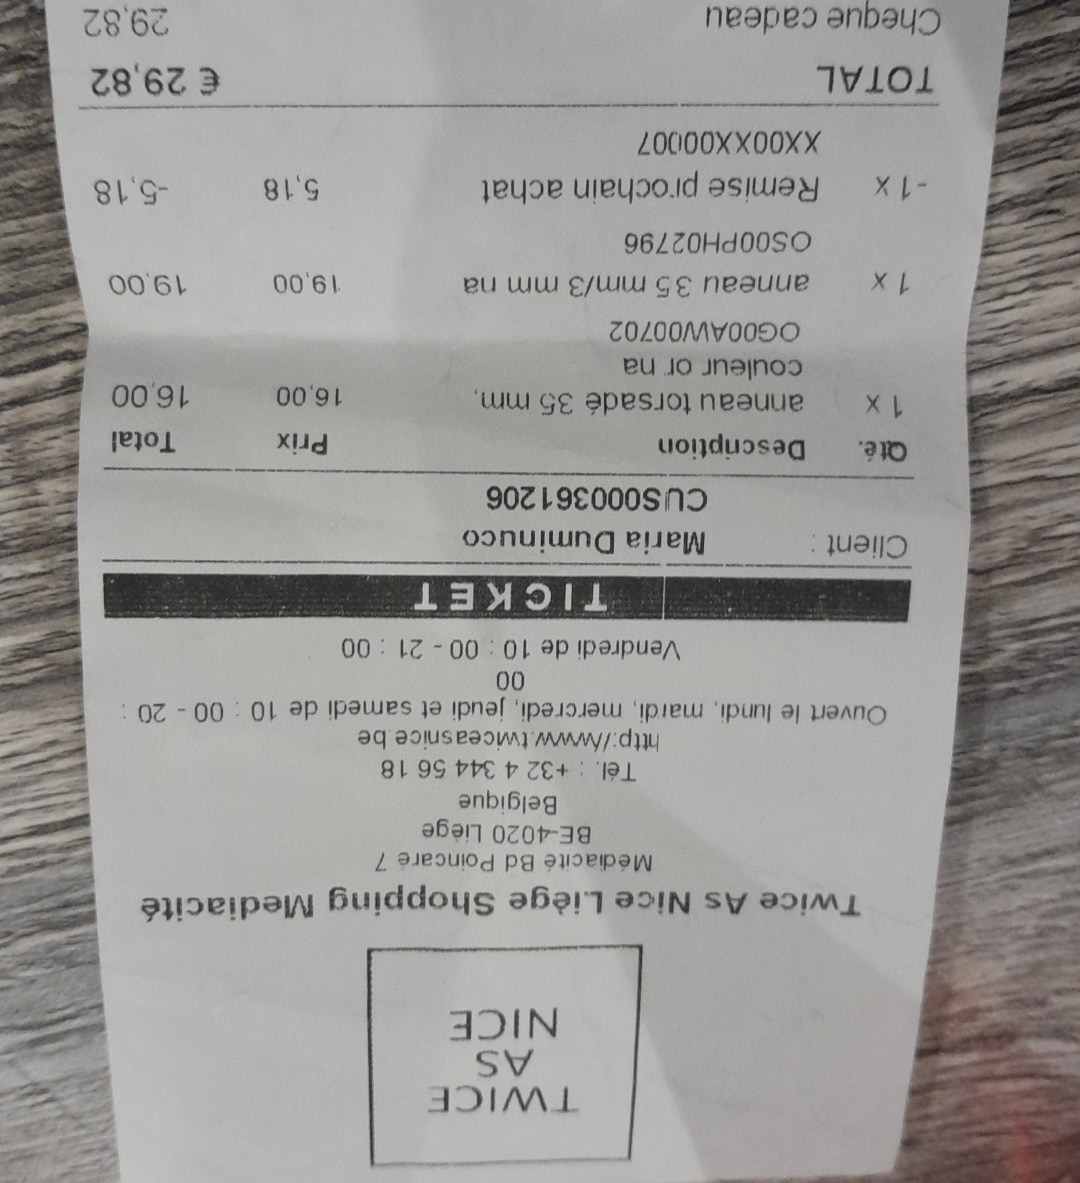 TWICE
AS
NICE
Twice As Nice Liège Shopping Mediacité
Médiacité Bd Poincaré 7
BE-4020 Liège
Belgique
Tél. : +32 4 344 56 18
http://www.twiceasnice.be
Ouvert le lundi, mardi, mercredi, jeudi et samedi de 10 : 00 - 20 :
00
Vendredi de 10 : 00 - 21 : 00
TICKET
Client : Maria Duminuco
CUS000361206
Qté. Description Prix Total
1 x anneau torsadé 35 mm, 16,00 16,00
couleur or na
OG00AW00702
1 x anneau 35 mm/3 mm na 19,00 19,00
OS00PH02796
-1 x Remise prochain achat 5,18 -5,18
XX00XX00007
TOTAL € 29,82
Cheque cadeau 29,82